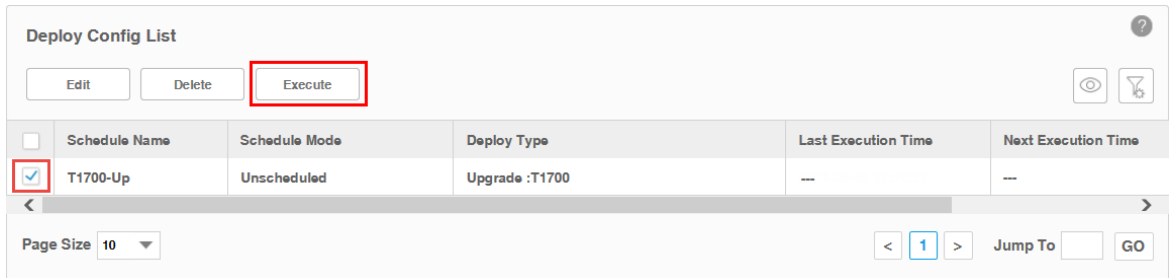 Deploy Config List
?
Edit Delete Execute
Schedule Name Schedule Mode Deploy Type Last Execution Time Next Execution Time
T1700-Up Unscheduled Upgrade :T1700 --- ---
Page Size 10 < 1 > Jump To GO